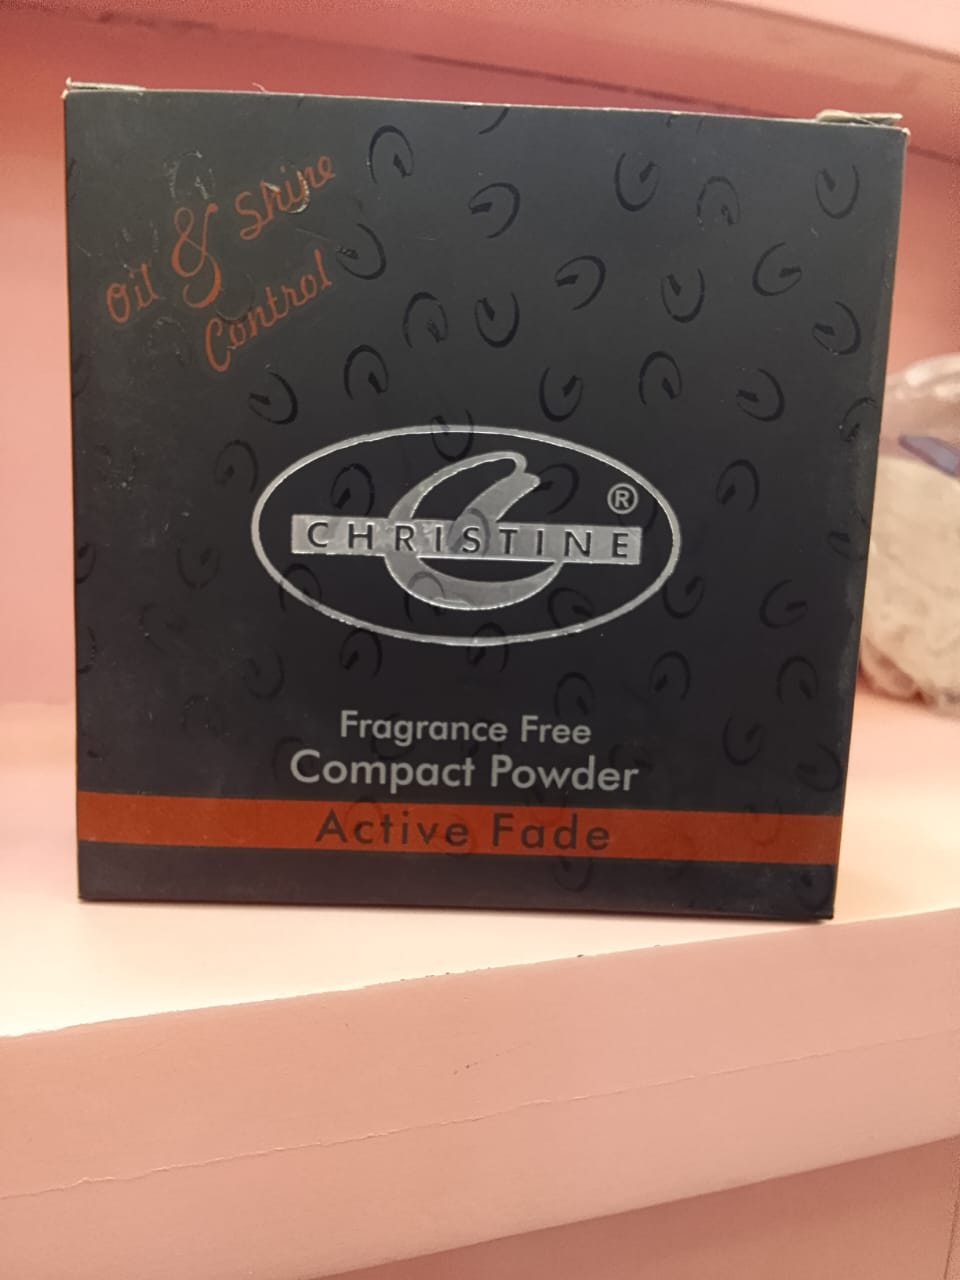 Oil & Shine
Control
CHRISTINE ®
Fragrance Free
Compact Powder
Active Fade